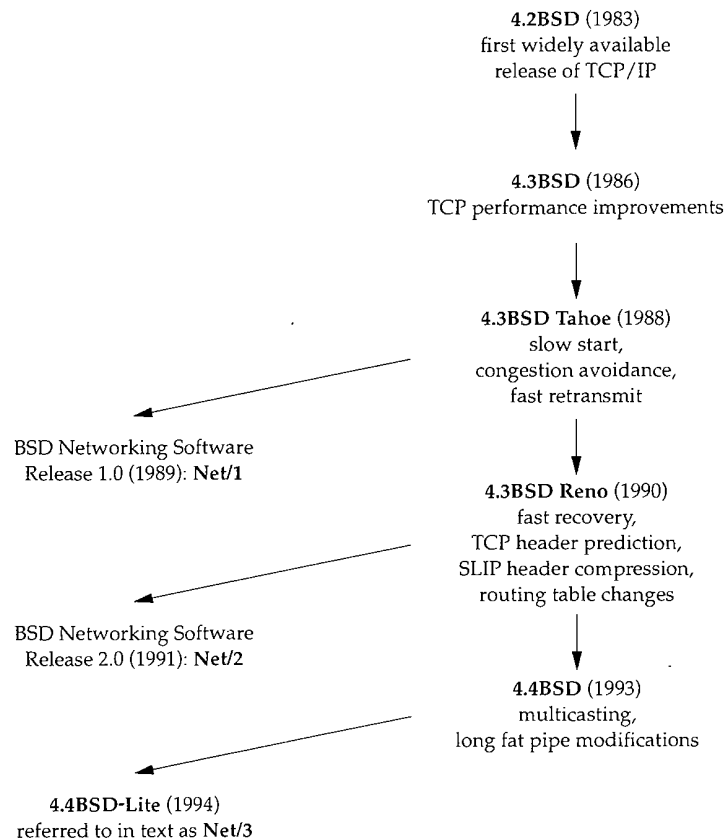 4.2BSD (1983)
first widely available
release of TCP/IP
4.3BSD (1986)
TCP performance improvements
4.3BSD Tahoe (1988)
slow start,
congestion avoidance,
fast retransmit
BSD Networking Software
Release 1.0 (1989): Net/1
4.3BSD Reno (1990)
fast recovery,
TCP header prediction,
SLIP header compression,
routing table changes
BSD Networking Software
Release 2.0 (1991): Net/2
4.4BSD (1993)
multicasting,
long fat pipe modifications
4.4BSD-Lite (1994)
referred to in text as Net/3